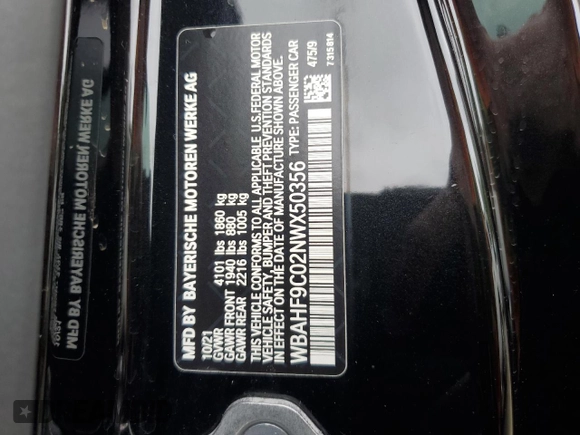 MFD BY BAYERISCHE MOTOREN WERKE AG
10/21
GVWR 4101 lbs 1860 kg
GAWR FRONT 1940 lbs 880 kg
GAWR REAR 2216 lbs 1005 kg
THIS VEHICLE CONFORMS TO ALL APPLICABLE U.S.FEDERAL MOTOR
VEHICLE SAFETY, BUMPER AND THEFT PREVENTION STANDARDS
IN EFFECT ON THE DATE OF MANUFACTURE SHOWN ABOVE.
WBAHF9C02NWX50356 TYPE: PASSENGER CAR
475/9
7315814
MFD BY BAYERISCHE MOTOREN WERKE AG